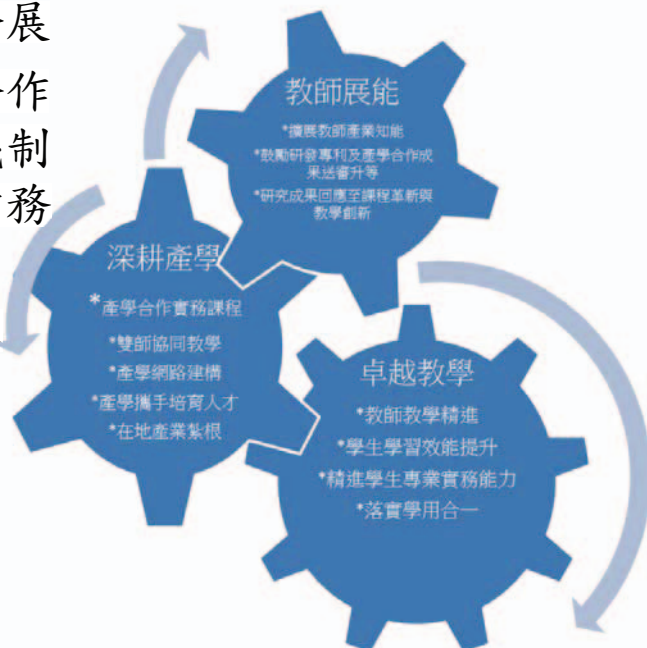 展
作
制
務
教師展能
*擴展教師產業知能
*鼓勵研發專利及產學合作成
果送審升等
*研究成果回應至課程革新與
教學創新
深耕產學
*產學合作實務課程
*雙師協同教學
*產學網路建構
*產學攜手培育人才
*在地產業紮根
卓越教學
*教師教學精進
*學生學習效能提升
*精進學生專業實務能力
*落實學用合一